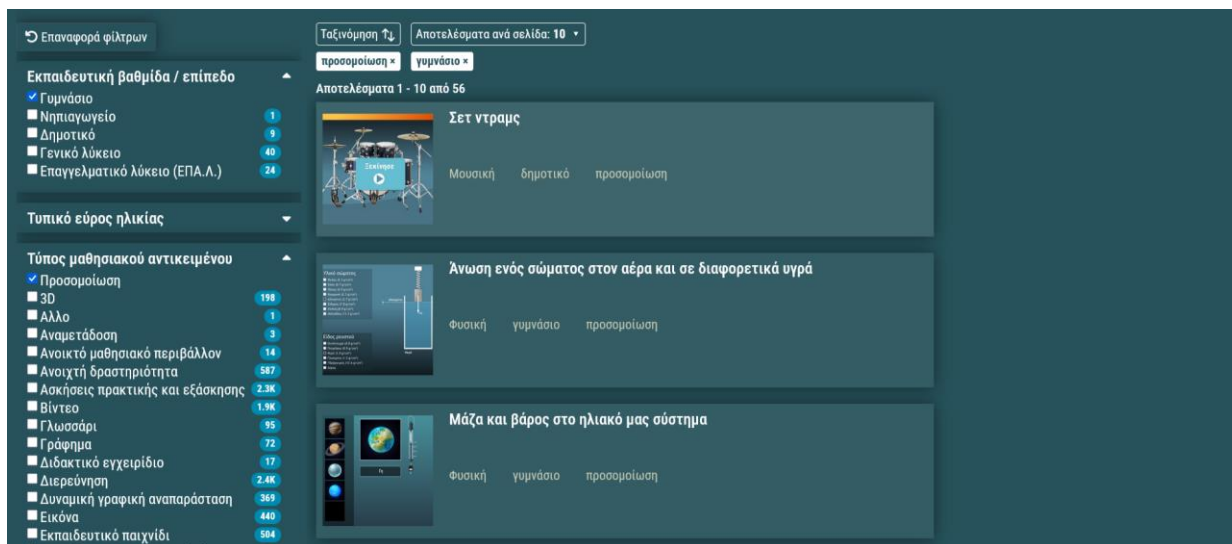 Επαναφορά φίλτρων
Εκπαιδευτική βαθμίδα / επίπεδο
Γυμνάσιο
Νηπιαγωγείο 1
Δημοτικό 9
Γενικό λύκειο 40
Επαγγελματικό λύκειο (ΕΠΑ.Λ.) 24
Τυπικό εύρος ηλικίας
Τύπος μαθησιακού αντικειμένου
Προσομοίωση
3D 198
Αλλο 1
Αναμετάδοση 3
Ανοικτό μαθησιακό περιβάλλον 14
Ανοιχτή δραστηριότητα 587
Ασκήσεις πρακτικής και εξάσκησης 2.3K
Βίντεο 1.9K
Γλωσσάρι 95
Γράφημα 72
Διδακτικό εγχειρίδιο 17
Διερεύνηση 2.4K
Δυναμική γραφική αναπαράσταση 369
Εικόνα 440
Εκπαιδευτικό παιχνίδι 504
Ταξινόμηση Αποτελέσματα ανά σελίδα: 10
προσομοίωση × γυμνάσιο ×
Αποτελέσματα 1 - 10 από 56
Σετ ντραμς
Ξεκίνησε
Μουσική δημοτικό προσομοίωση
Άνωση ενός σώματος στον αέρα και σε διαφορετικά υγρά
Φυσική γυμνάσιο προσομοίωση
Μάζα και βάρος στο ηλιακό μας σύστημα
Φυσική γυμνάσιο προσομοίωση